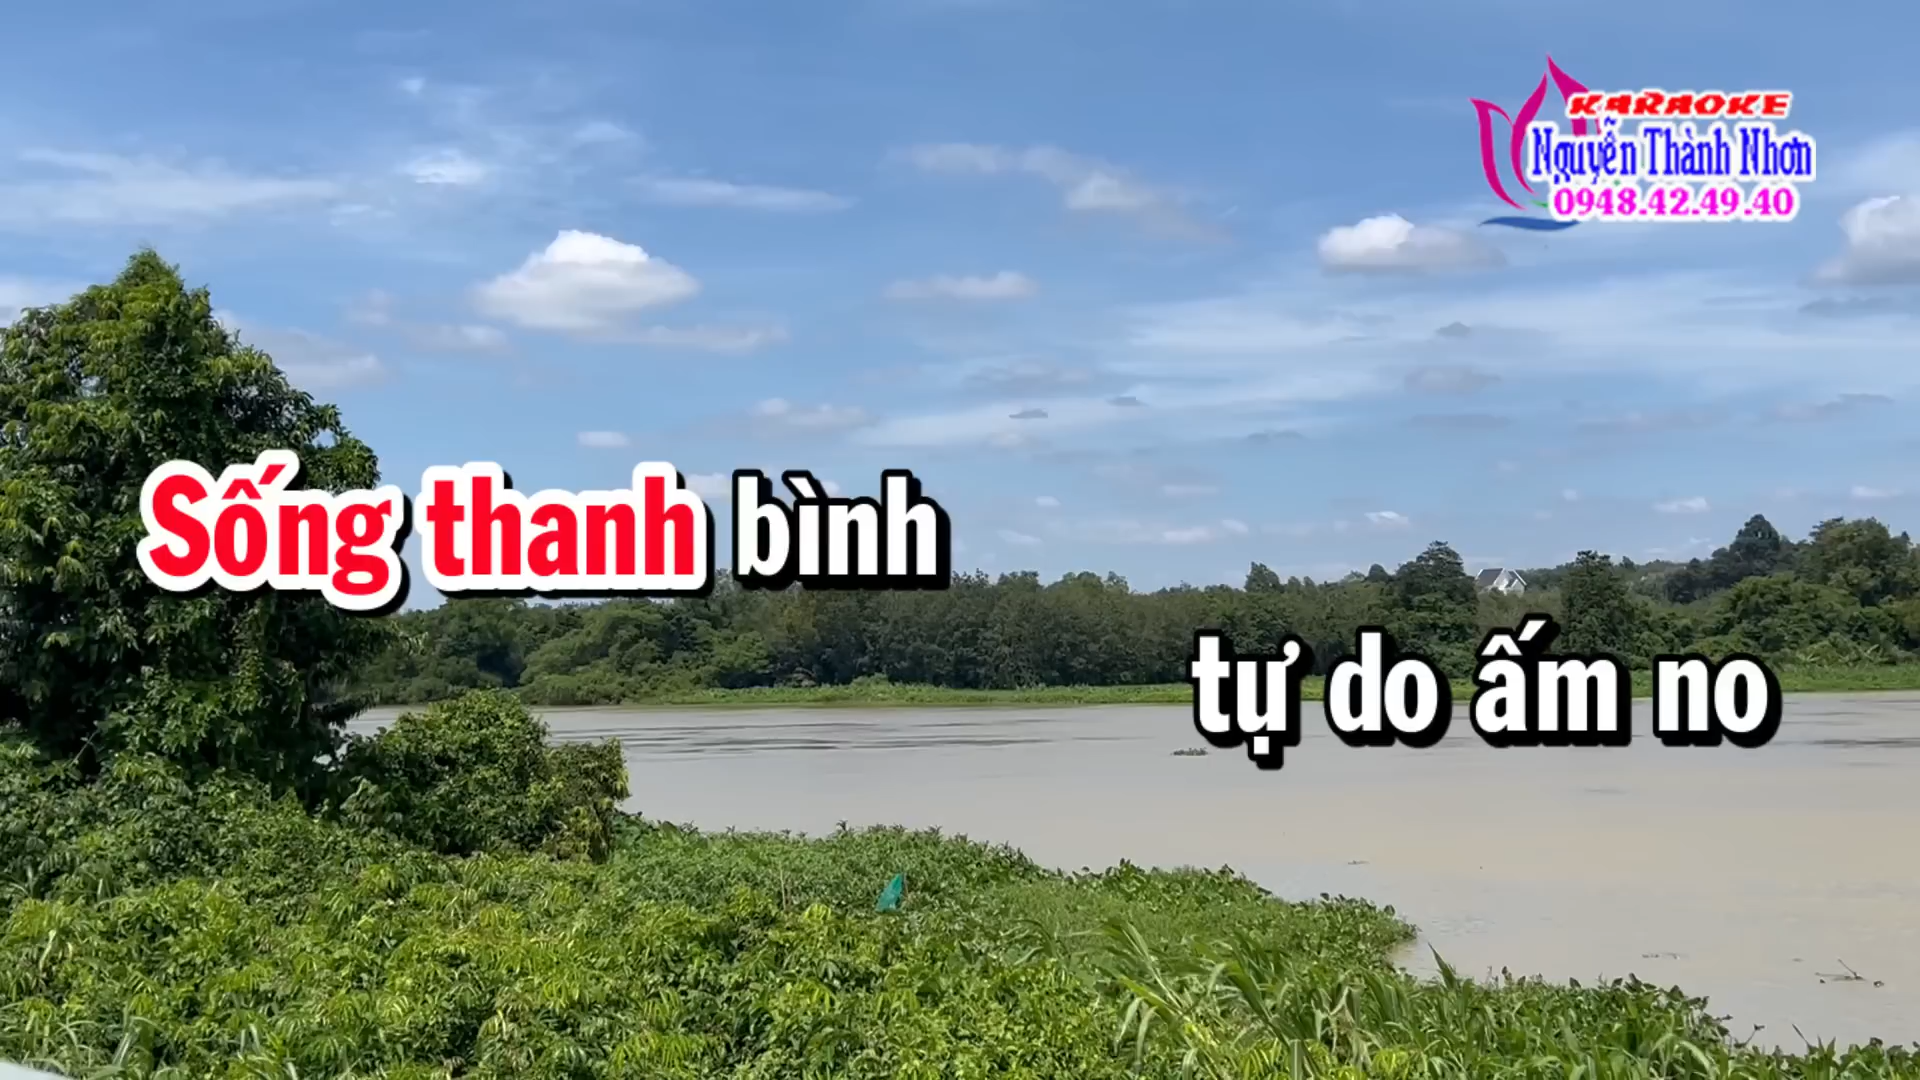 KARAOKE
Nguyễn Thành Nhơn
0948.42.49.40
Sống thanh bình
tự do ấm no